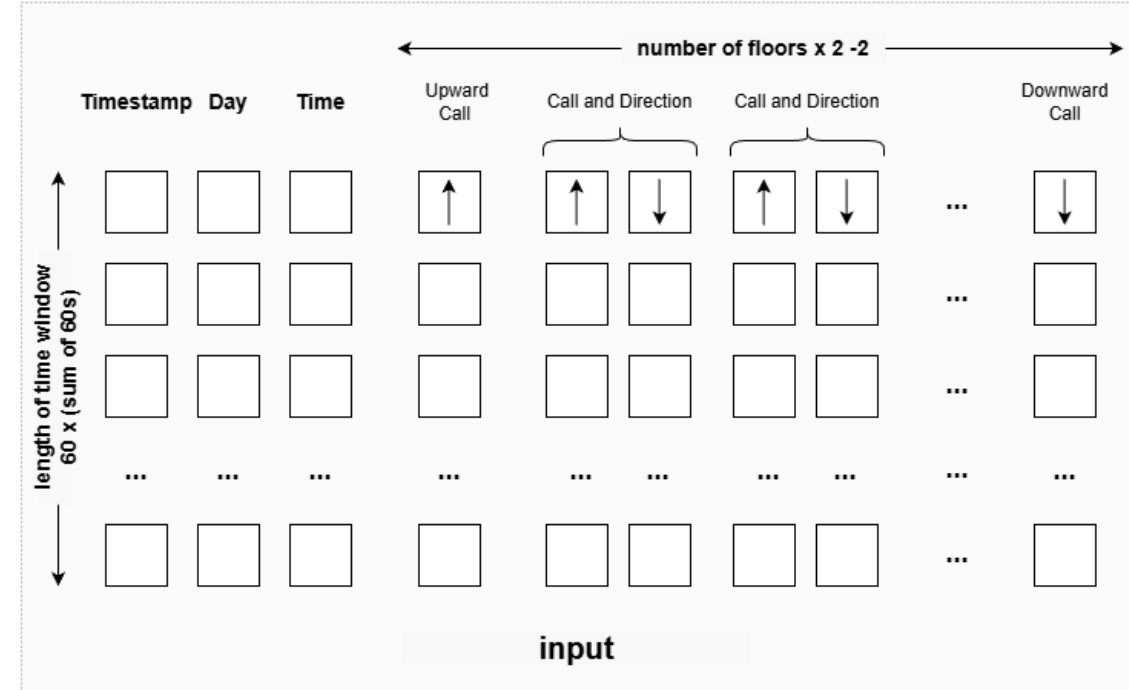 number of floors x 2 -2
Timestamp Day Time
Upward
Call
Call and Direction
Call and Direction
Downward
Call
...
...
...
... ... ... ... ... ... ... ... ... ...
...
length of time window
60 x (sum of 60s)
input